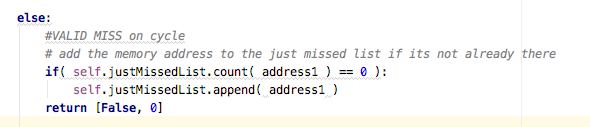 else:
#VALID MISS on cycle
# add the memory address to the just missed list if its not already there
if( self.justMissedList.count( address1 ) == 0 ):
self.justMissedList.append( address1 )
return [False, 0]